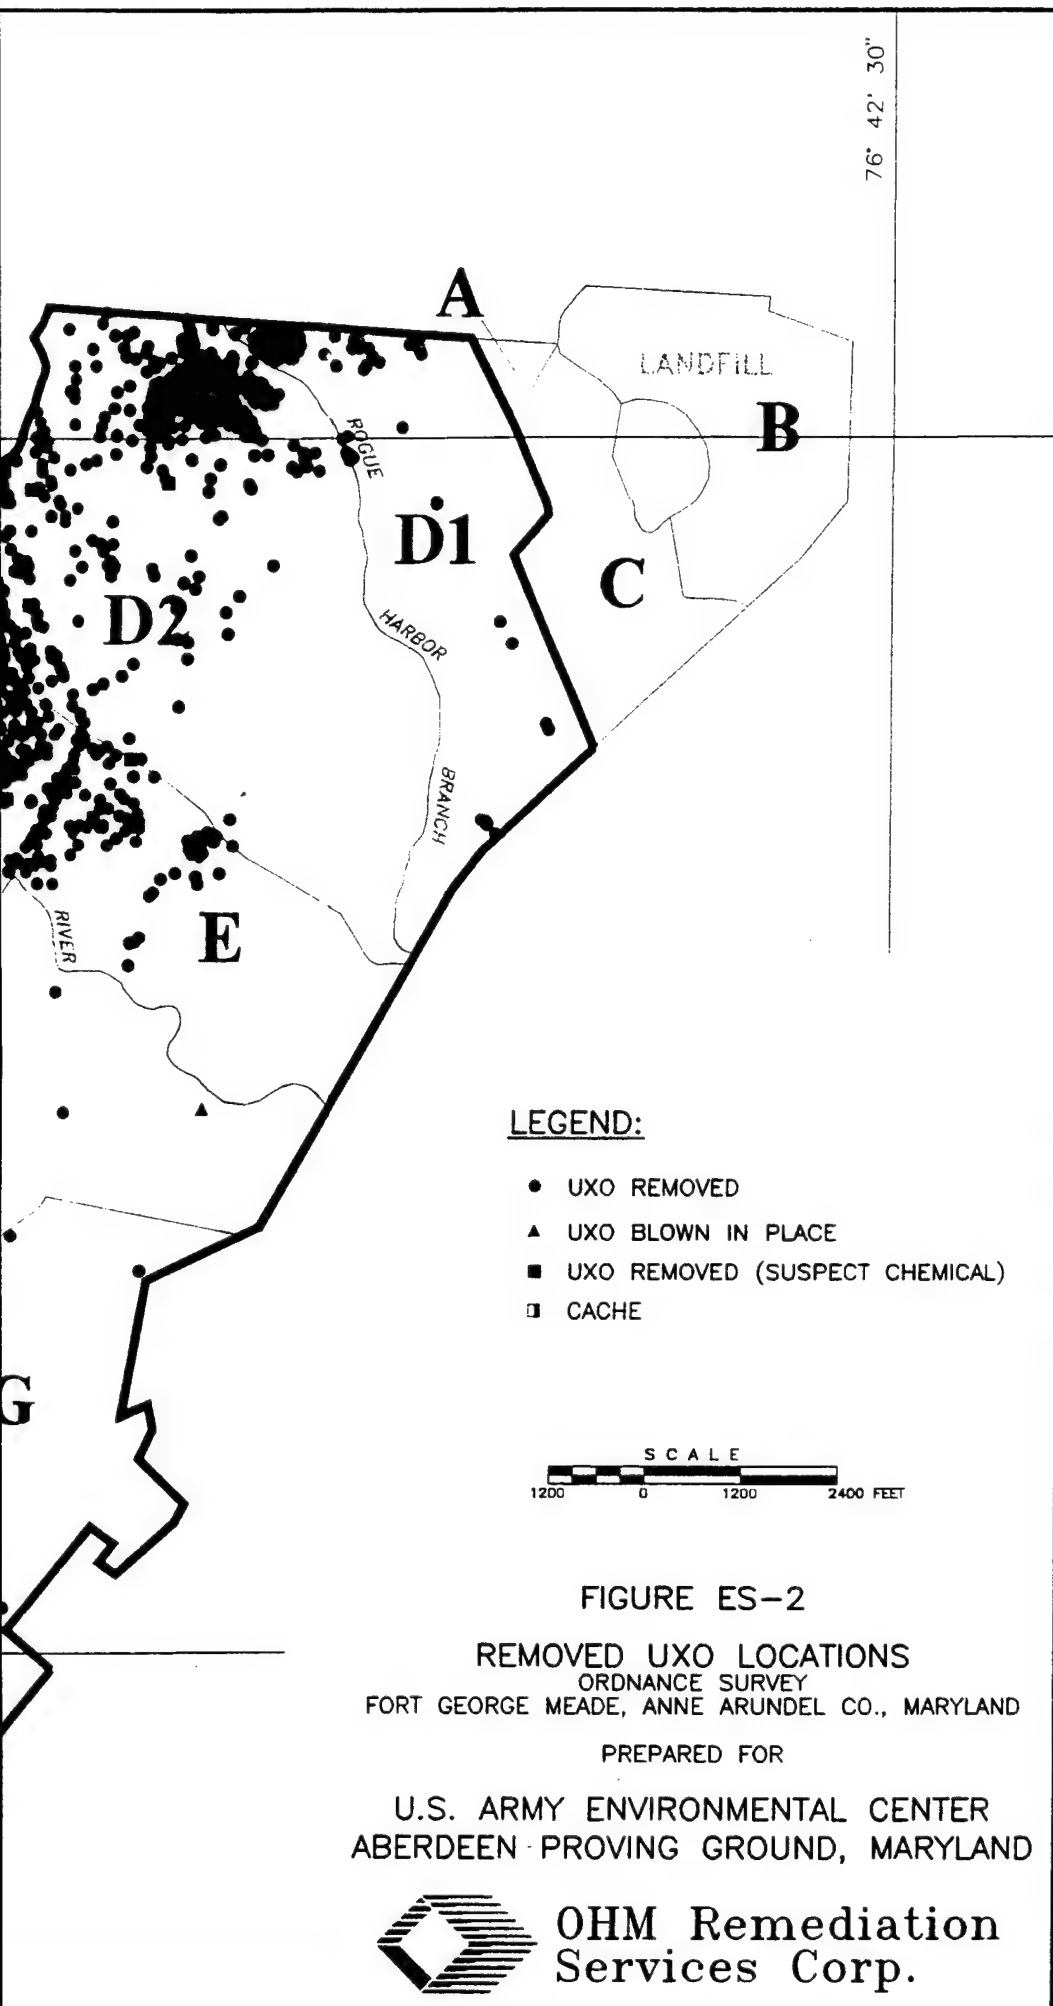 76° 42' 30"
A
LANDFILL
B
ROGUE
D1
C
D2
HARBOR
BRANCH
E
RIVER
LEGEND:
UXO REMOVED
UXO BLOWN IN PLACE
UXO REMOVED (SUSPECT CHEMICAL)
CACHE
G
SCALE
1200 0 1200 2400 FEET
FIGURE ES-2
REMOVED UXO LOCATIONS
ORDNANCE SURVEY
FORT GEORGE MEADE, ANNE ARUNDEL CO., MARYLAND
PREPARED FOR
U.S. ARMY ENVIRONMENTAL CENTER
ABERDEEN PROVING GROUND, MARYLAND
OHM Remediation
Services Corp.